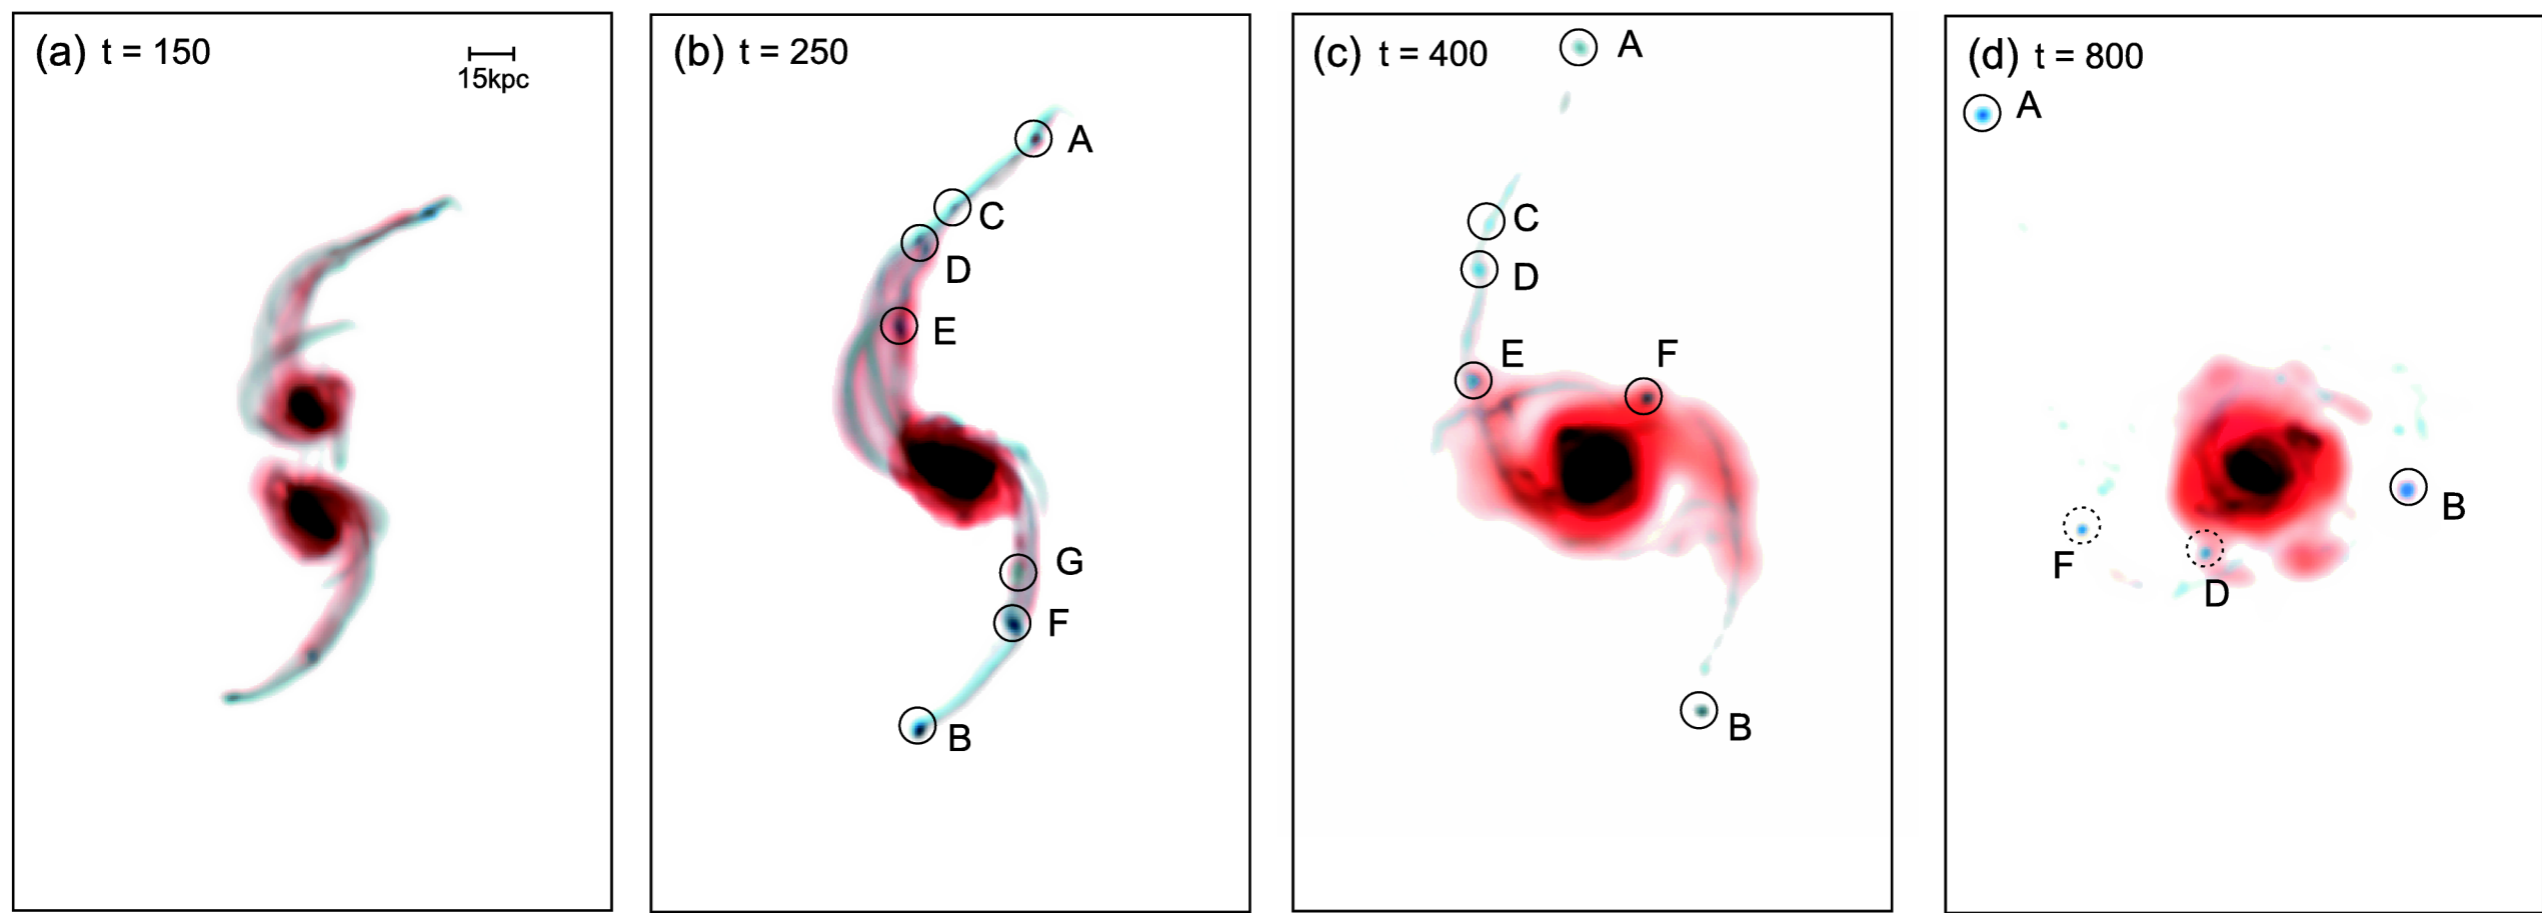 (a) t = 150
15kpc
(b) t = 250
A
C
D
E
G
F
B
(c) t = 400
A
C
D
E
F
B
(d) t = 800
A
B
F
D